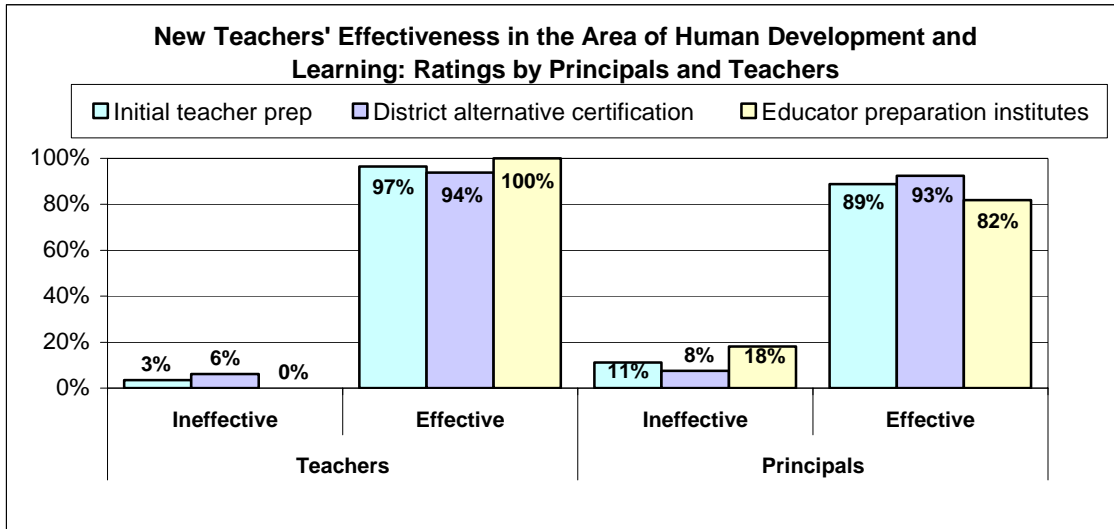 New Teachers' Effectiveness in the Area of Human Development and
Learning: Ratings by Principals and Teachers
Initial teacher prep District alternative certification Educator preparation institutes
100%
80%
60%
40%
20%
0%
3% 6% 0% 97% 94% 100% 11% 8% 18% 89% 93% 82%
Ineffective Effective Ineffective Effective
Teachers Principals